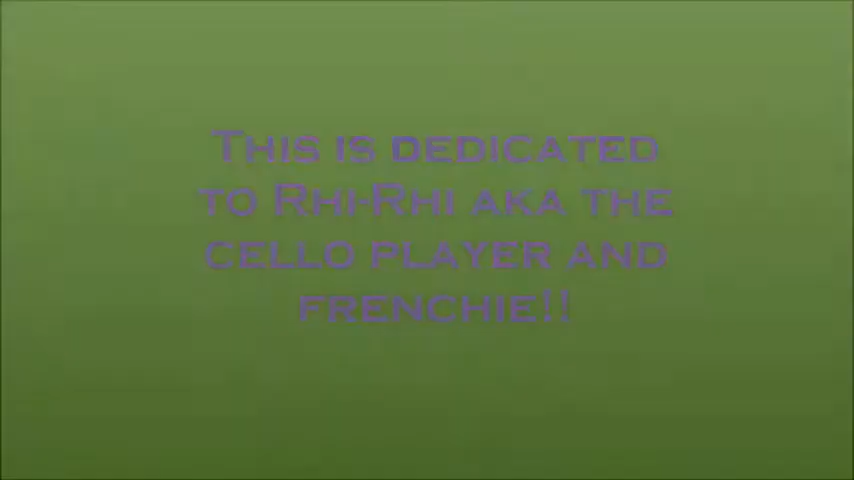 This is dedicated
to Rhi-Rhi aka the
cello player and
frenchie!!